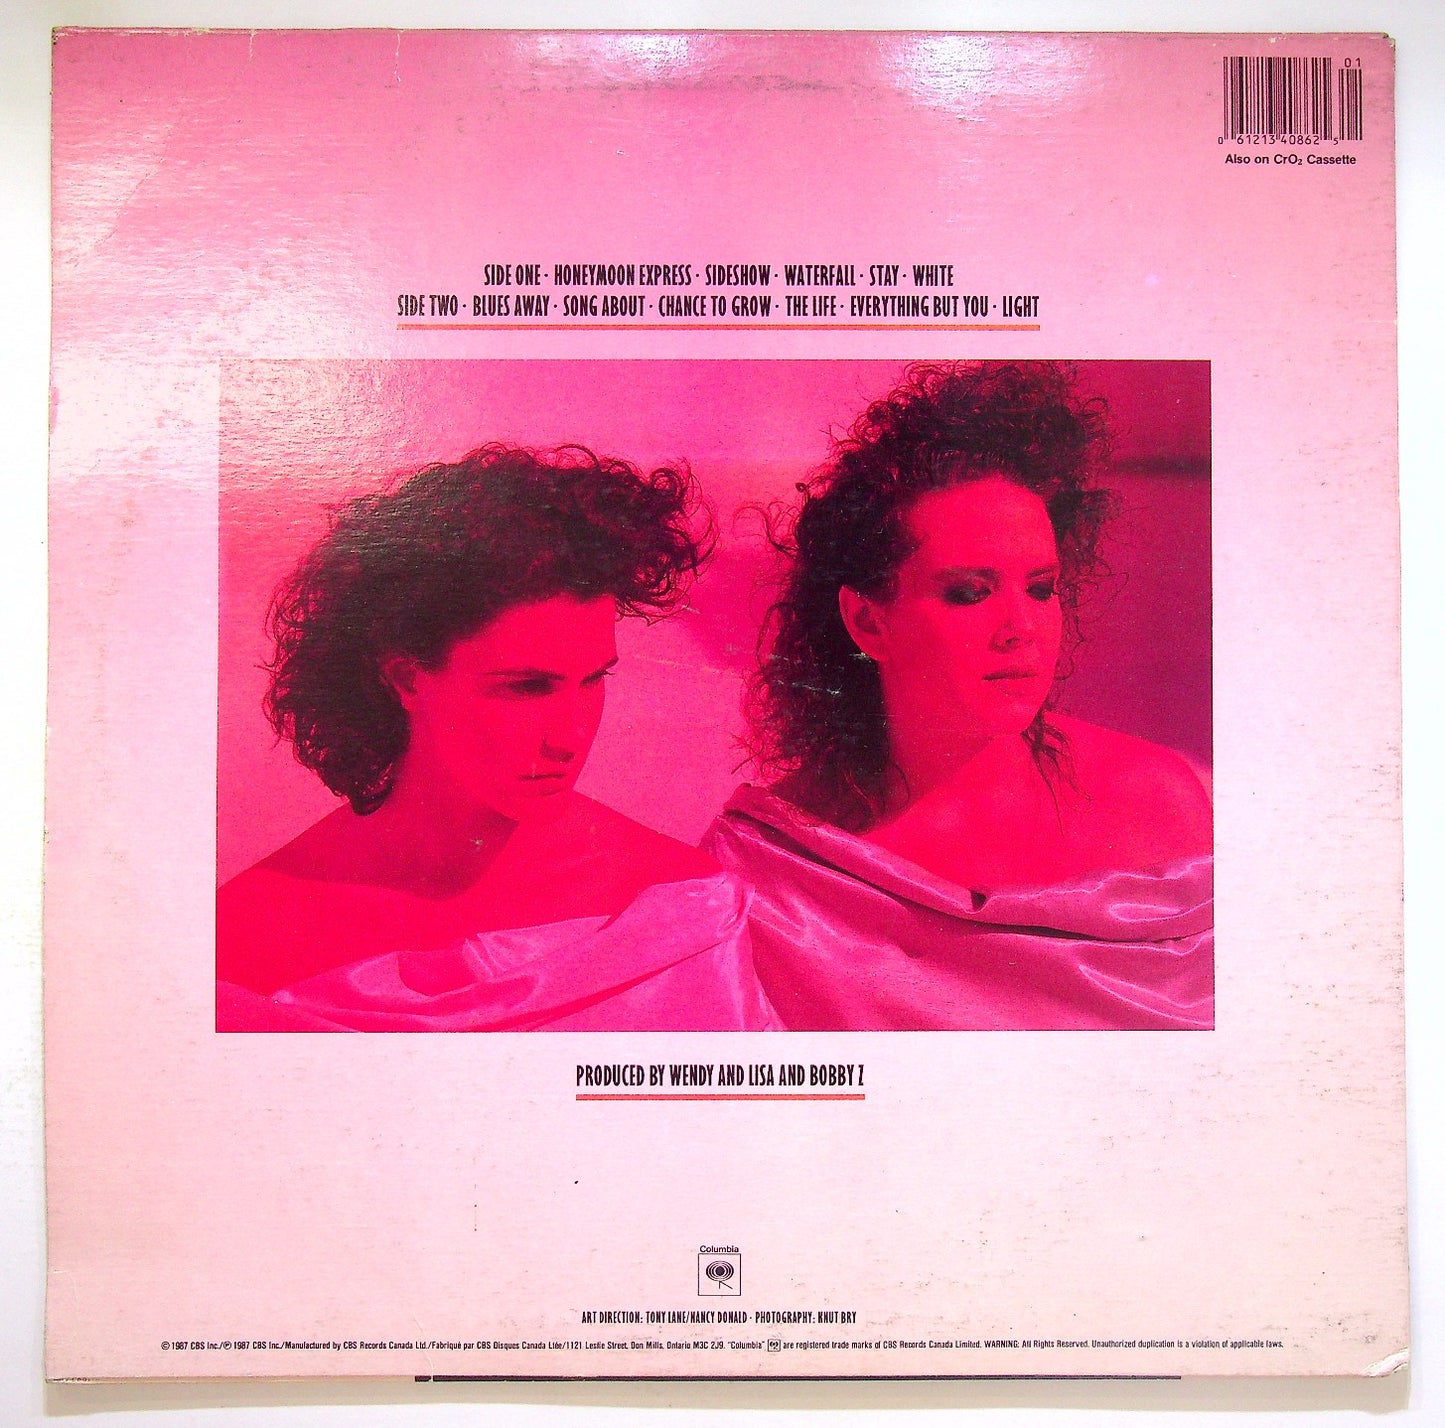 01
0 61213 40862 5
Also on CrO₂ Cassette
SIDE ONE · HONEYMOON EXPRESS · SIDESHOW · WATERFALL · STAY · WHITE
SIDE TWO · BLUES AWAY · SONG ABOUT · CHANCE TO GROW · THE LIFE · EVERYTHING BUT YOU · LIGHT
PRODUCED BY WENDY AND LISA AND BOBBY Z
Columbia
ART DIRECTION: TONY LANE/NANCY DONALD · PHOTOGRAPHY: KNUT BRY
© 1987 CBS Inc./℗ 1987 CBS Inc./Manufactured by CBS Records Canada Ltd./Fabriqué par CBS Disques Canada Ltée/1121 Leslie Street, Don Mills, Ontario M3C 2J9. "Columbia" are registered trade marks of CBS Records Canada Limited. WARNING: All Rights Reserved. Unauthorized duplication is a violation of applicable laws.